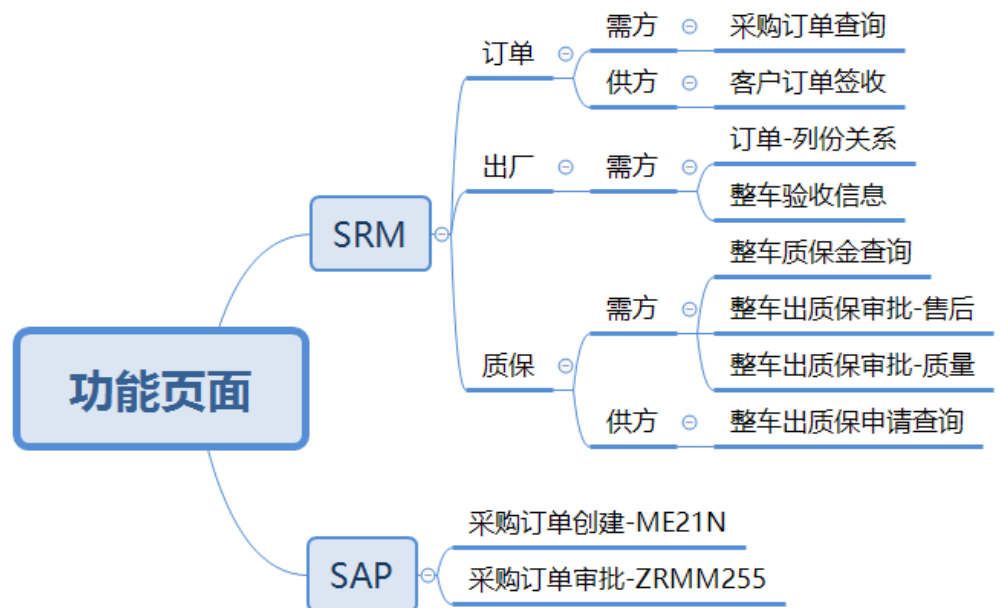 功能页面
SRM
订单
需方
采购订单查询
供方
客户订单签收
出厂
需方
订单-列份关系
整车验收信息
质保
需方
整车质保金查询
整车出质保审批-售后
整车出质保审批-质量
供方
整车出质保申请查询
SAP
采购订单创建-ME21N
采购订单审批-ZRMM255